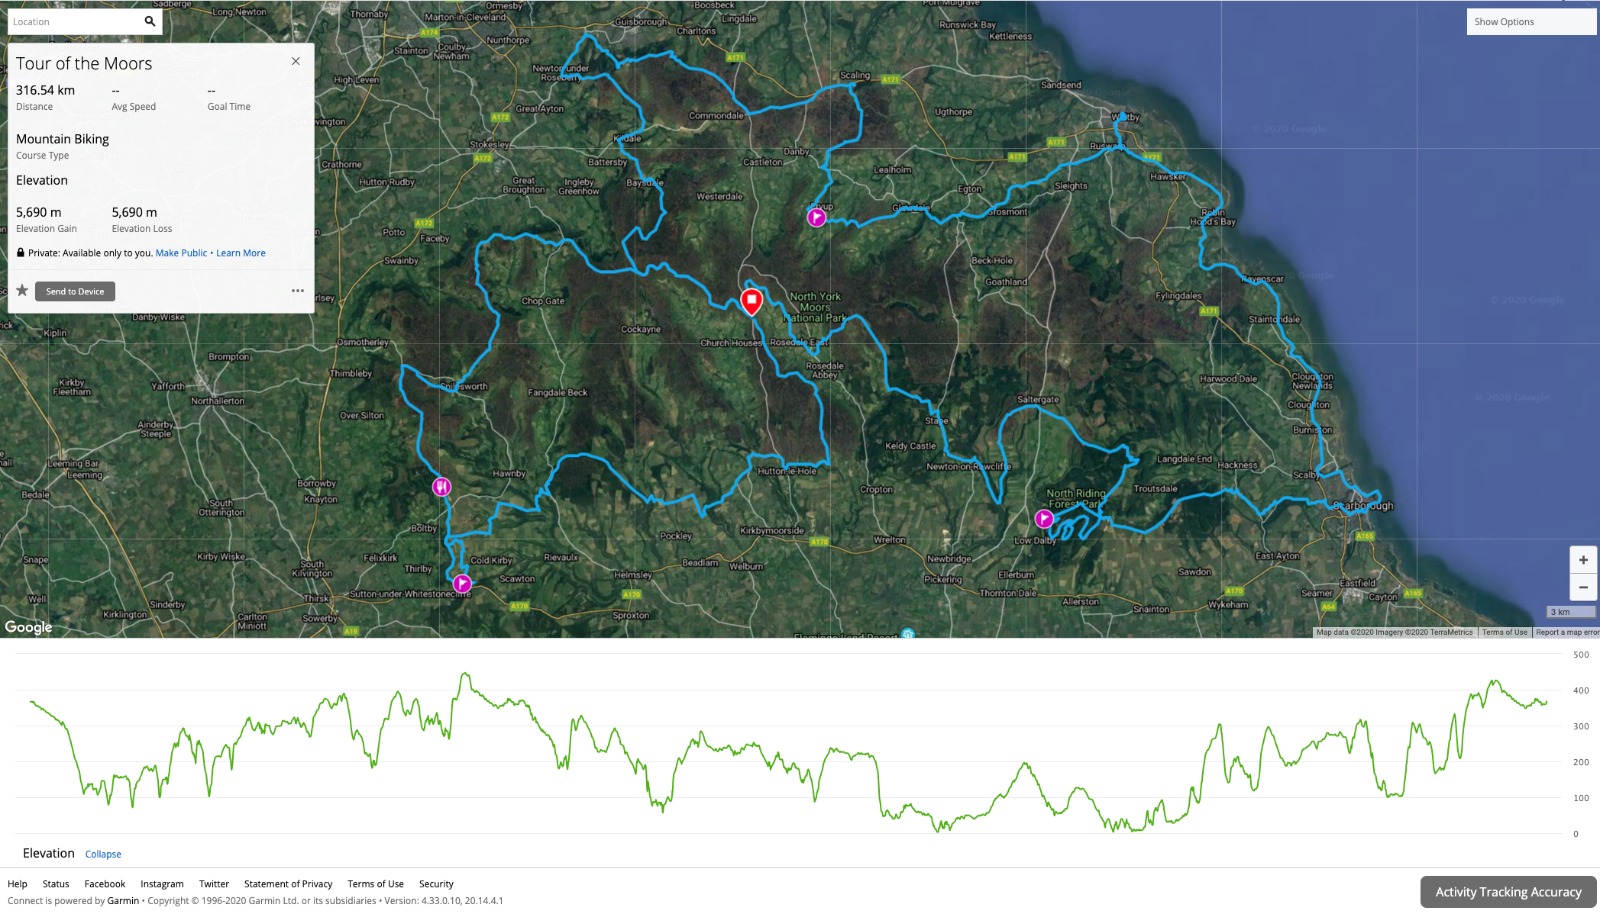 Location
Show Options
Tour of the Moors
316.54 km
--
--
Distance
Avg Speed
Goal Time
Mountain Biking
Course Type
Elevation
5,690 m
5,690 m
Elevation Gain
Elevation Loss
Private: Available only to you. Make Public • Learn More
Send to Device
Sadberge
Long Newton
Thornaby
Ormesby
Marton-in-Cleveland
Boosbeck
Lingdale
Port Mulgrave
Guisborough
Charltons
Runswick Bay
Kettleness
A174
Nunthorpe
Stainton
Coulby
Newham
A171
High Leven
Newton under
Roseberry
Scaling
A171
Sandsend
Great Ayton
Commondale
Ugthorpe
Whitby
A172
Stokesley
A172
Kildale
Danby
A171
A171
Ruswarp
A171
Crathorne
Battersby
Castleton
Lealholm
Hawsker
Hutton Rudby
Great
Broughton
Ingleby
Greenhow
Baysdale
Westerdale
Egton
Sleights
Fryup
Glaisdale
Grosmont
Robin
Hood's Bay
Potto
A172
Faceby
Swainby
Beck Hole
Goathland
Ravenscar
Chop Gate
North York
Moors
National Park
Fylingdales
A171
Danby Wiske
Kiplin
Cockayne
Staintondale
Osmotherley
Church Houses
Rosedale East
Brompton
Thimbleby
Rosedale
Abbey
Kirkby
Fleetham
Yafforth
Northallerton
Spilesworth
Fangdale Beck
Harwood Dale
Cloughton
Newlands
Saltergate
Cloughton
Over Silton
Stape
Ainderby
Steeple
Burniston
Keldy Castle
Leeming Bar
Leeming
Hawnby
Hutton-le-Hole
Newton-on-Rawcliffe
Langdale End
Hackness
Scalby
Bedale
Borrowby
Knayton
Cropton
North Riding
Forest Park
Troutsdale
South
Otterington
Scarborough
Boltby
Kirkbymoorside
Pockley
A170
Wrelton
Low Dalby
A165
Snape
Kirby Wiske
Felixkirk
Cold Kirby
Rievaulx
Beadlam
Welburn
Newbridge
East Ayton
South
Kilvington
Thirlby
Scawton
Helmsley
Pickering
Ellerburn
Sawdon
Eastfield
Well
Thirsk
Sutton-under-Whitestonecliffe
A170
A170
Thornton Dale
Allerston
A170
Wykeham
Seamer
Cayton
A165
Sinderby
Kirklington
Carlton
Miniott
Sowerby
A19
Sproxton
Snainton
A64
Flamingo Land Resort
Google
© 2020 Google
3 km
Map data ©2020 Imagery ©2020 TerraMetrics
Terms of Use
Report a map error
500
400
300
200
100
0
Elevation
Collapse
Help
Status
Facebook
Instagram
Twitter
Statement of Privacy
Terms of Use
Security
Connect is powered by Garmin • Copyright © 1996-2020 Garmin Ltd. or its subsidiaries • Version: 4.33.0.10, 20.14.4.1
Activity Tracking Accuracy